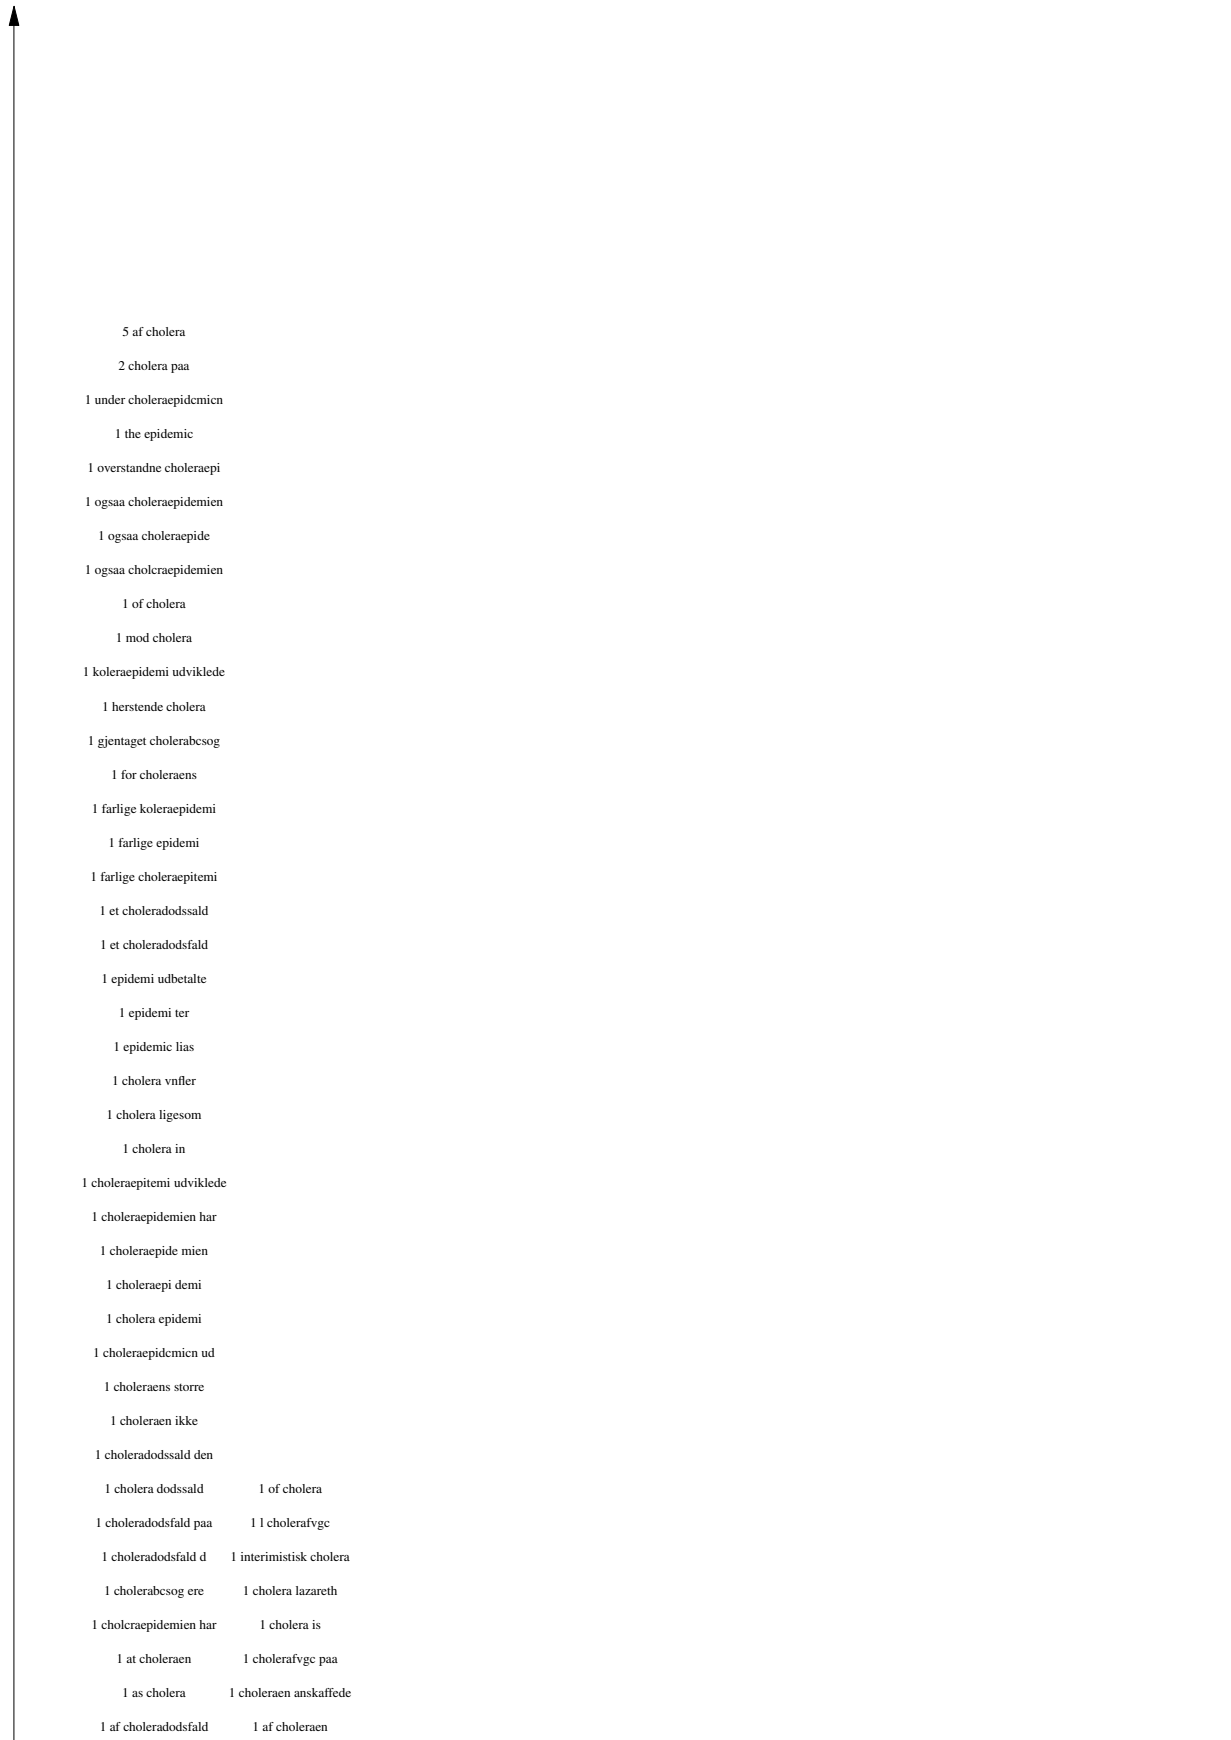 5 af cholera
2 cholera paa
1 under choleraepidcmicn
1 the epidemic
1 overstandne choleraepi
1 ogsaa choleraepidemien
1 ogsaa choleraepide
1 ogsaa cholcraepidemien
1 of cholera
1 mod cholera
1 koleraepidemi udviklede
1 herstende cholera
1 gjentaget cholerabcsog
1 for choleraens
1 farlige koleraepidemi
1 farlige epidemi
1 farlige choleraepitemi
1 et choleradodssald
1 et choleradodsfald
1 epidemi udbetalte
1 epidemi ter
1 epidemic lias
1 cholera vnfler
1 cholera ligesom
1 cholera in
1 choleraepitemi udviklede
1 choleraepidemien har
1 choleraepide mien
1 choleraepi demi
1 cholera epidemi
1 choleraepidcmicn ud
1 choleraens storre
1 choleraen ikke
1 choleradodssald den
1 cholera dodssald 1 of cholera
1 choleradodsfald paa 1 l cholerafvgc
1 choleradodsfald d 1 interimistisk cholera
1 cholerabcsog ere 1 cholera lazareth
1 cholcraepidemien har 1 cholera is
1 at choleraen 1 cholerafvgc paa
1 as cholera 1 choleraen anskaffede
1 af choleradodsfald 1 af choleraen